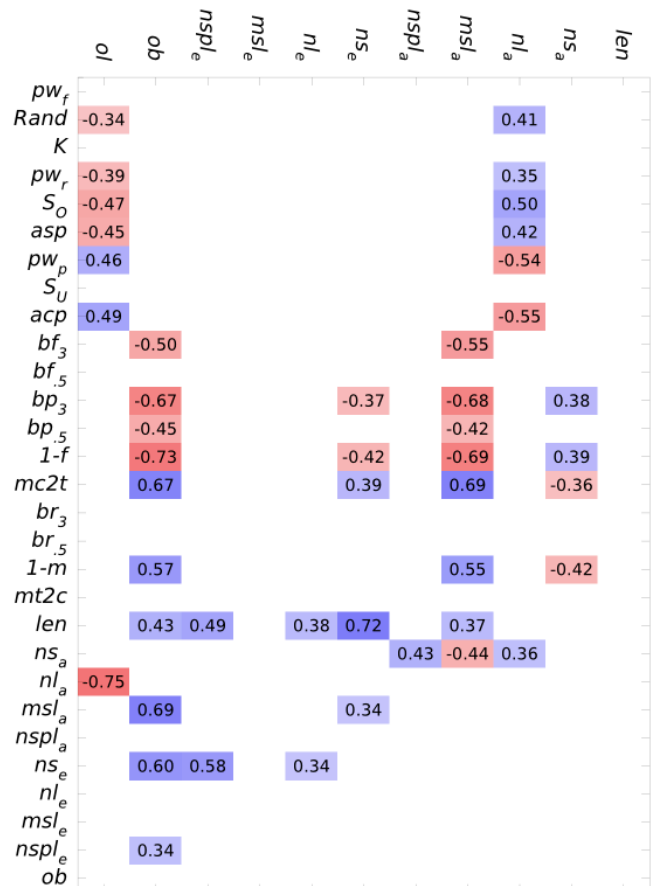 ol ob nspl_e msl_e nl_e ns_e nspl_a msl_a nl_a ns_a len
pw_f
Rand -0.34 0.41
K
pw_r -0.39 0.35
S_O -0.47 0.50
asp -0.45 0.42
pw_p 0.46 -0.54
S_U
acp 0.49 -0.55
bf_3 -0.50 -0.55
bf_.5
bp_3 -0.67 -0.37 -0.68 0.38
bp_.5 -0.45 -0.42
1-f -0.73 -0.42 -0.69 0.39
mc2t 0.67 0.39 0.69 -0.36
br_3
br_.5
1-m 0.57 0.55 -0.42
mt2c
len 0.43 0.49 0.38 0.72 0.37
ns_a 0.43 -0.44 0.36
nl_a -0.75
msl_a 0.69 0.34
nspl_a
ns_e 0.60 0.58 0.34
nl_e
msl_e
nspl_e 0.34
ob